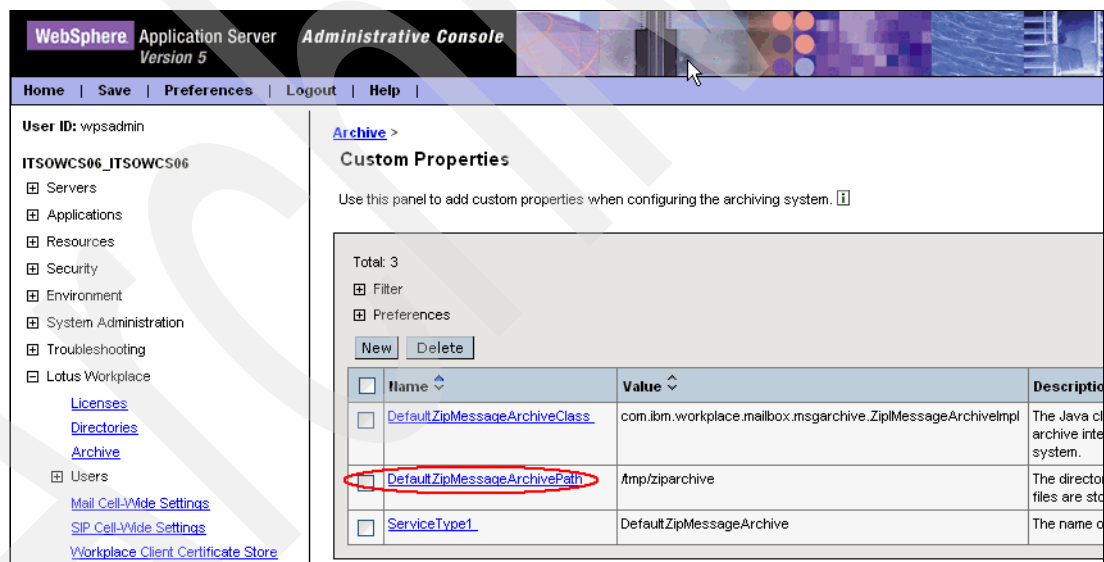 WebSphere. Application Server Administrative Console
Version 5
Home | Save | Preferences | Logout | Help |
User ID: wpsadmin
ITSOWCS06_ITSOWCS06
Servers
Applications
Resources
Security
Environment
System Administration
Troubleshooting
Lotus Workplace
Licenses
Directories
Archive
Users
Mail Cell-Wide Settings
SIP Cell-Wide Settings
Workplace Client Certificate Store
Archive >
Custom Properties
Use this panel to add custom properties when configuring the archiving system. i
Total: 3
Filter
Preferences
New Delete
Name Value Descriptio
DefaultZipMessageArchiveClass com.ibm.workplace.mailbox.msgarchive.ZipIMessageArchiveImpl The Java cl
archive inte
system.
DefaultZipMessageArchivePath /tmp/ziparchive The director
files are sto
ServiceType1 DefaultZipMessageArchive The name o